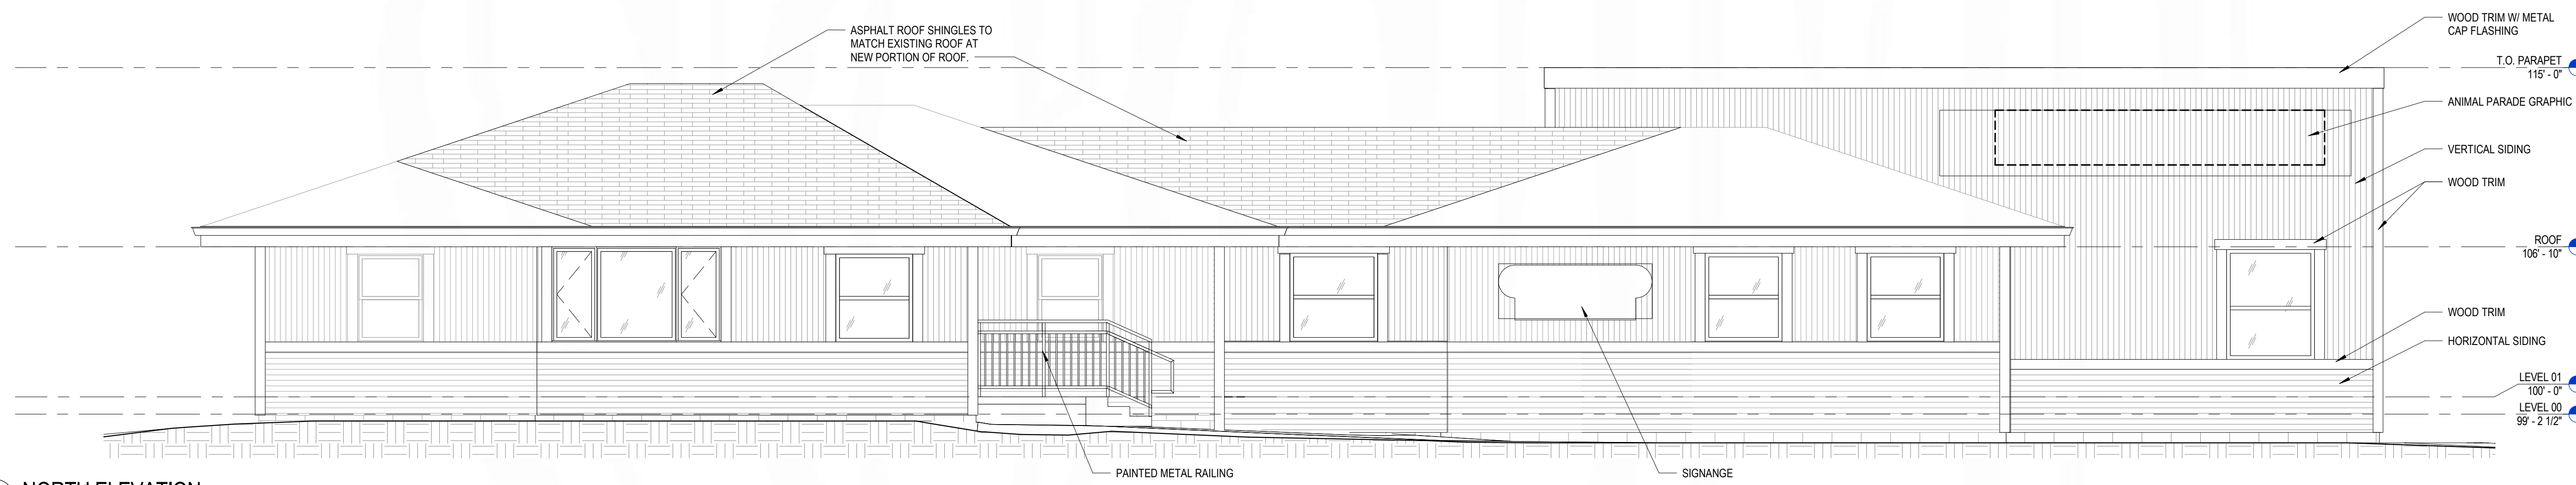 ASPHALT ROOF SHINGLES TO
MATCH EXISTING ROOF AT
NEW PORTION OF ROOF.
WOOD TRIM W/ METAL
CAP FLASHING
T.O. PARAPET
115' - 0"
ANIMAL PARADE GRAPHIC
VERTICAL SIDING
WOOD TRIM
ROOF
106' - 10"
WOOD TRIM
HORIZONTAL SIDING
LEVEL 01
100' - 0"
LEVEL 00
99' - 2 1/2"
PAINTED METAL RAILING
SIGNANGE
NORTH ELEVATION